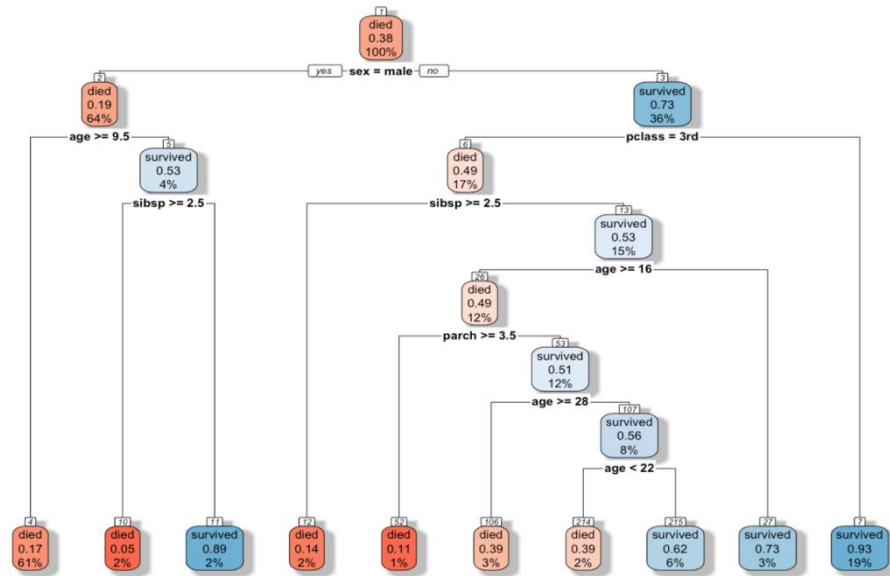 1
died
0.38
100%
yes sex = male no
2
died
0.19
64%
3
survived
0.73
36%
age >= 9.5
pclass = 3rd
5
survived
0.53
4%
6
died
0.49
17%
sibsp >= 2.5
sibsp >= 2.5
13
survived
0.53
15%
age >= 16
26
died
0.49
12%
parch >= 3.5
53
survived
0.51
12%
age >= 28
107
survived
0.56
8%
age < 22
4
died
0.17
61%
10
died
0.05
2%
11
survived
0.89
2%
12
died
0.14
2%
52
died
0.11
1%
106
died
0.39
3%
214
died
0.39
2%
215
survived
0.62
6%
27
survived
0.73
3%
7
survived
0.93
19%